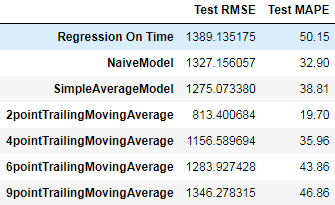 Test RMSE Test MAPE
Regression On Time 1389.135175 50.15
NaiveModel 1327.156057 32.90
SimpleAverageModel 1275.073380 38.81
2pointTrailingMovingAverage 813.400684 19.70
4pointTrailingMovingAverage 1156.589694 35.96
6pointTrailingMovingAverage 1283.927428 43.86
9pointTrailingMovingAverage 1346.278315 46.86